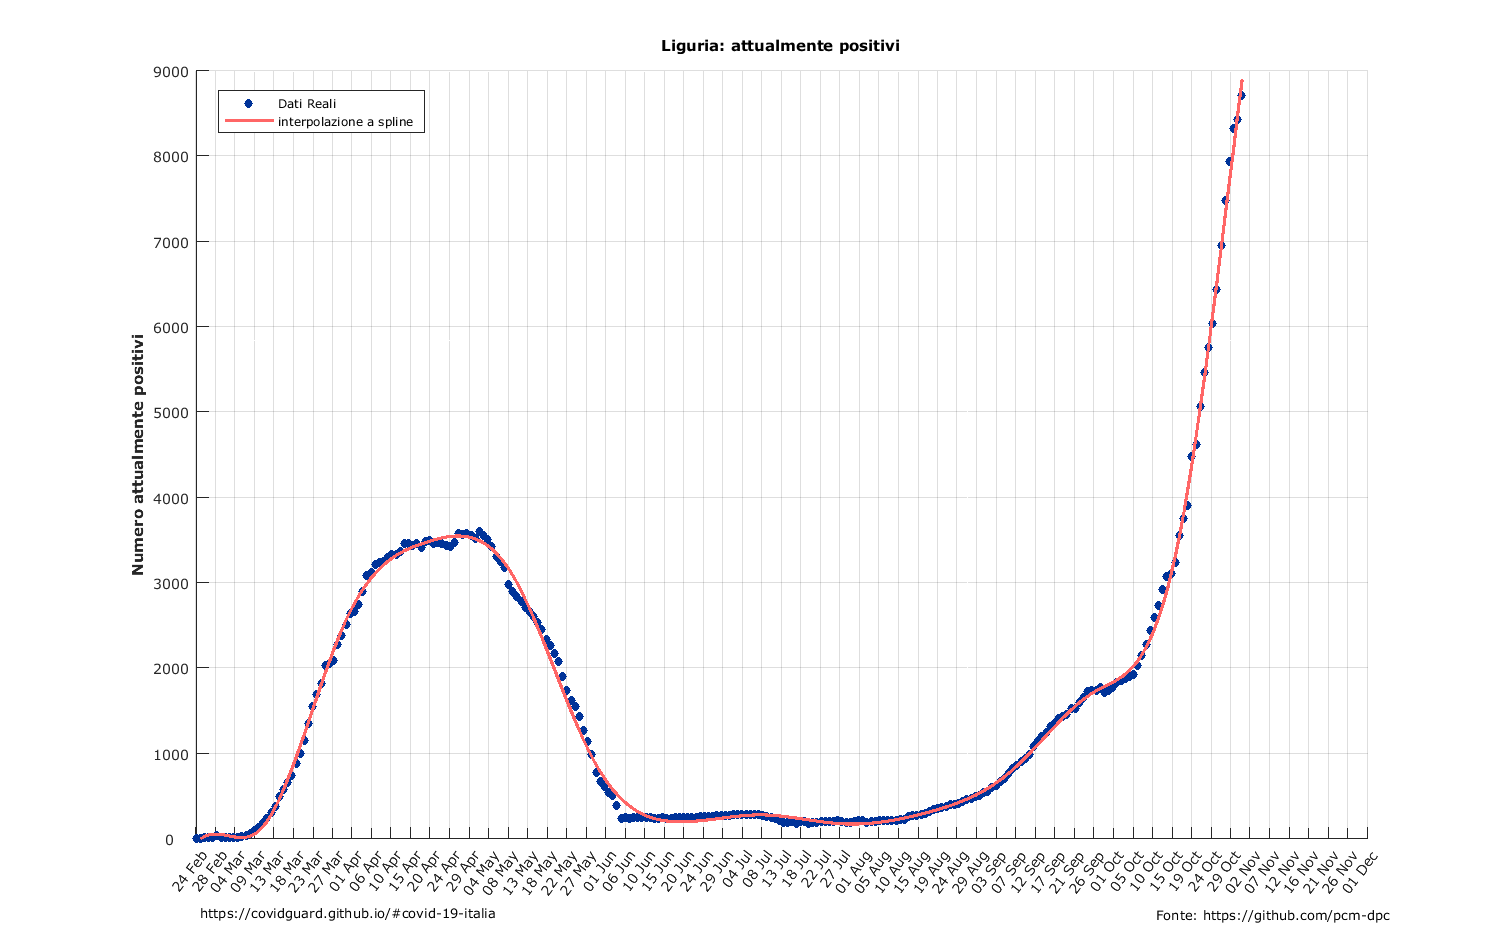 Liguria: attualmente positivi
Dati Reali
interpolazione a spline
Numero attualmente positivi
9000
8000
7000
6000
5000
4000
3000
2000
1000
0
24 Feb
28 Feb
04 Mar
09 Mar
13 Mar
18 Mar
23 Mar
27 Mar
01 Apr
06 Apr
10 Apr
15 Apr
20 Apr
24 Apr
29 Apr
04 May
08 May
13 May
18 May
22 May
27 May
01 Jun
06 Jun
10 Jun
15 Jun
20 Jun
24 Jun
29 Jun
04 Jul
08 Jul
13 Jul
18 Jul
22 Jul
27 Jul
01 Aug
05 Aug
10 Aug
15 Aug
19 Aug
24 Aug
29 Aug
03 Sep
07 Sep
12 Sep
17 Sep
21 Sep
26 Sep
01 Oct
05 Oct
10 Oct
15 Oct
19 Oct
24 Oct
29 Oct
02 Nov
07 Nov
12 Nov
16 Nov
21 Nov
26 Nov
01 Dec
https://covidguard.github.io/#covid-19-italia
Fonte: https://github.com/pcm-dpc